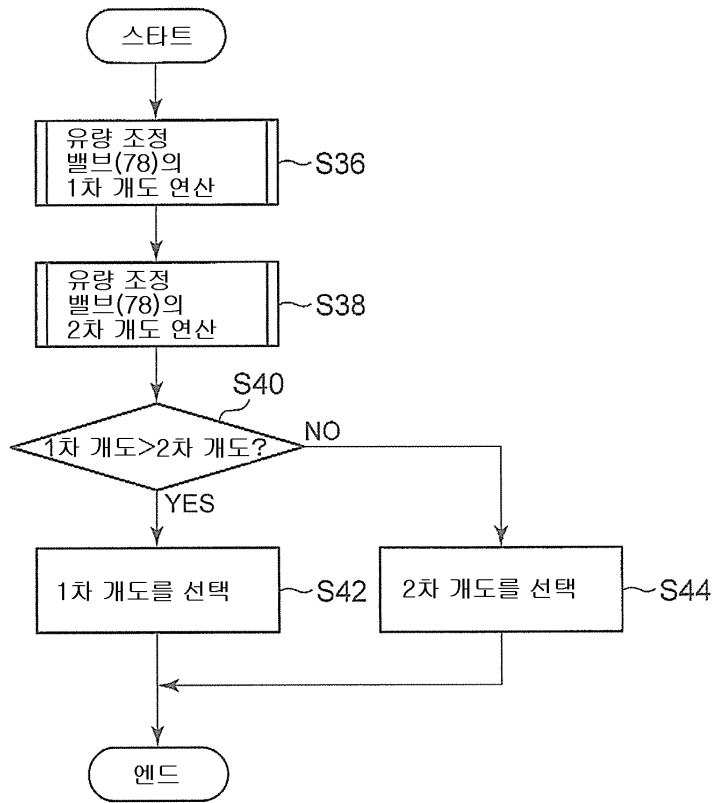 스타트
유량 조정
밸브(78)의
1차 개도 연산
S36
유량 조정
밸브(78)의
2차 개도 연산
S38
S40
1차 개도>2차 개도?
NO
YES
1차 개도를 선택
S42
2차 개도를 선택
S44
엔드